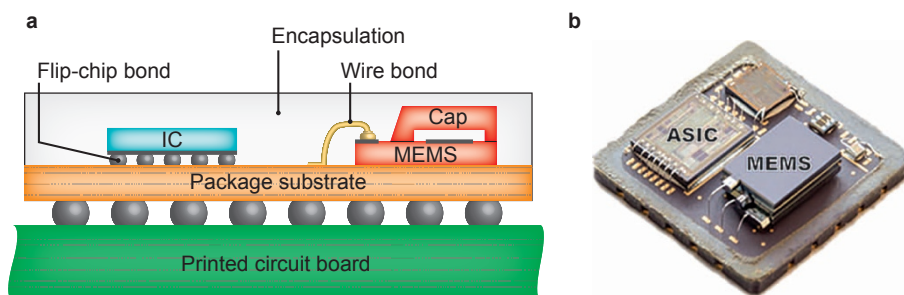 a
Encapsulation
Flip-chip bond
Wire bond
IC
Cap
MEMS
Package substrate
Printed circuit board
b
ASIC
MEMS